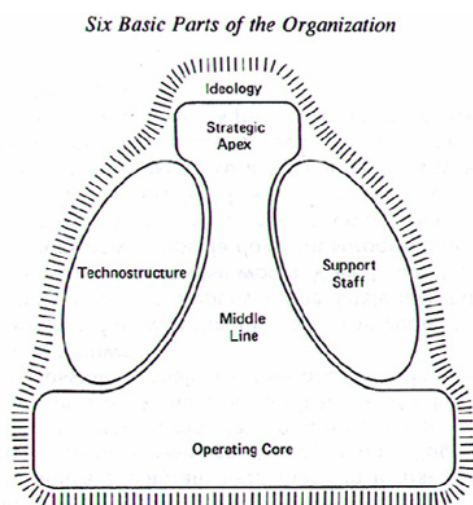 Six Basic Parts of the Organization
Ideology
Strategic
Apex
Technostructure
Support
Staff
Middle
Line
Operating Core